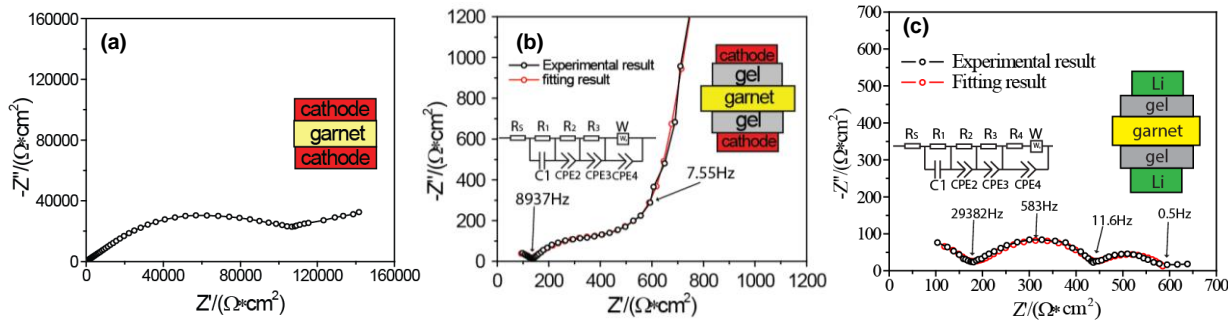 (a)
160000
120000
80000
40000
0
-Z''/(Ω*cm²)
cathode
garnet
cathode
0
40000
80000
120000
160000
Z'/(Ω*cm²)
(b)
1200
1000
800
600
400
200
0
-Z''/(Ω*cm²)
Experimental result
fitting result
cathode
gel
garnet
gel
cathode
RS R1 R2 R3 W
Ws
C1 CPE2 CPE3 CPE4
8937Hz
7.55Hz
0 200 400 600 800 1000
Z'/(Ω*cm²)
(c)
700
600
500
400
300
200
100
0
-Z''/(Ω*cm²)
Experimental result
Fitting result
Li
gel
garnet
gel
Li
RS R1 R2 R3 R4 W
C1 CPE2 CPE3 CPE4
29382Hz
583Hz
11.6Hz
0.5Hz
0 100 200 300 400 500 600 700
Z'/(Ω*cm²)